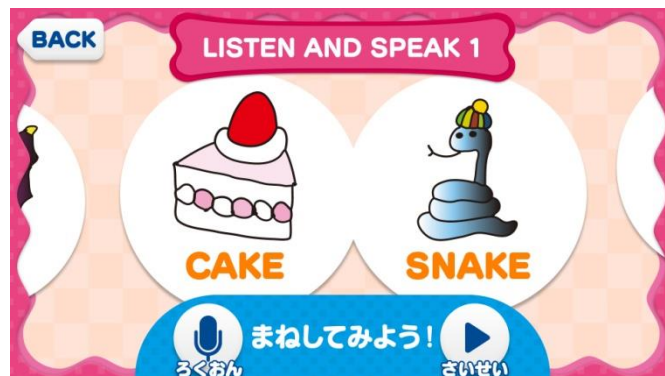 BACK
LISTEN AND SPEAK 1
CAKE
SNAKE
まねしてみよう!
ろくおん
さいせい